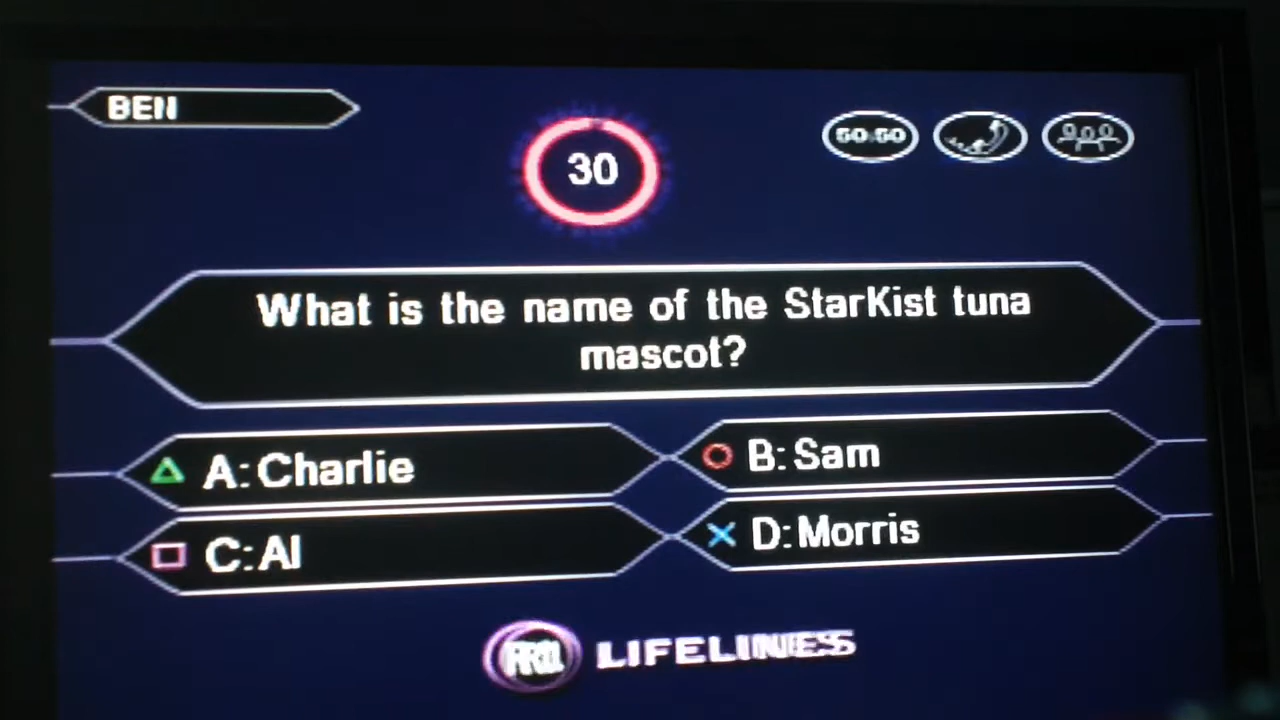 BEN
30
50:50
What is the name of the StarKist tuna
mascot?
A: Charlie
B: Sam
C: Al
D: Morris
LIFELINES